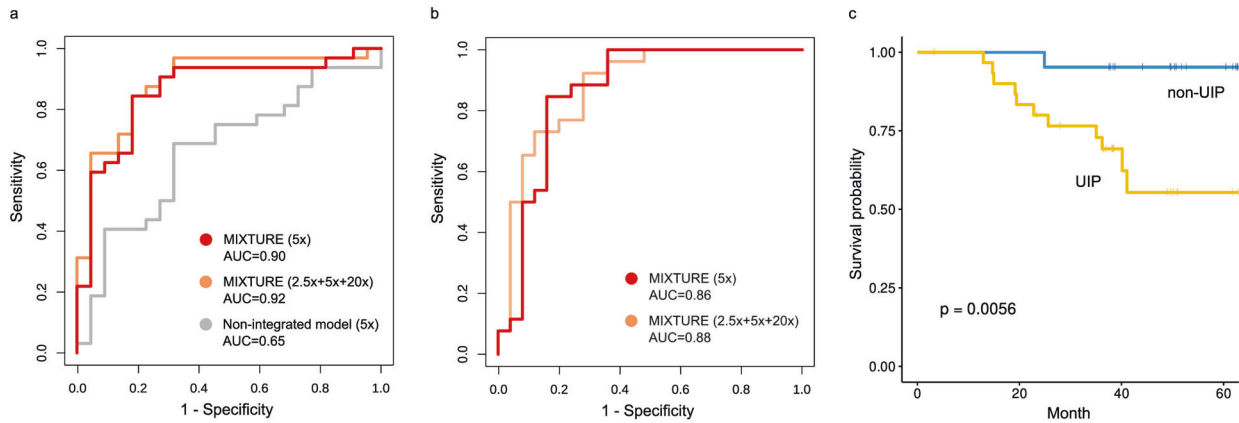 a
Sensitivity
1.0
0.8
0.6
0.4
0.2
0.0
MIXTURE (5x)
AUC=0.90
MIXTURE (2.5x+5x+20x)
AUC=0.92
Non-integrated model (5x)
AUC=0.65
0.0 0.2 0.4 0.6 0.8 1.0
1 - Specificity
b
Sensitivity
1.0
0.8
0.6
0.4
0.2
0.0
MIXTURE (5x)
AUC=0.86
MIXTURE (2.5x+5x+20x)
AUC=0.88
0.0 0.2 0.4 0.6 0.8 1.0
1 - Specificity
c
Survival probability
1.00
0.75
0.50
0.25
0.00
non-UIP
UIP
p = 0.0056
0 20 40 60
Month